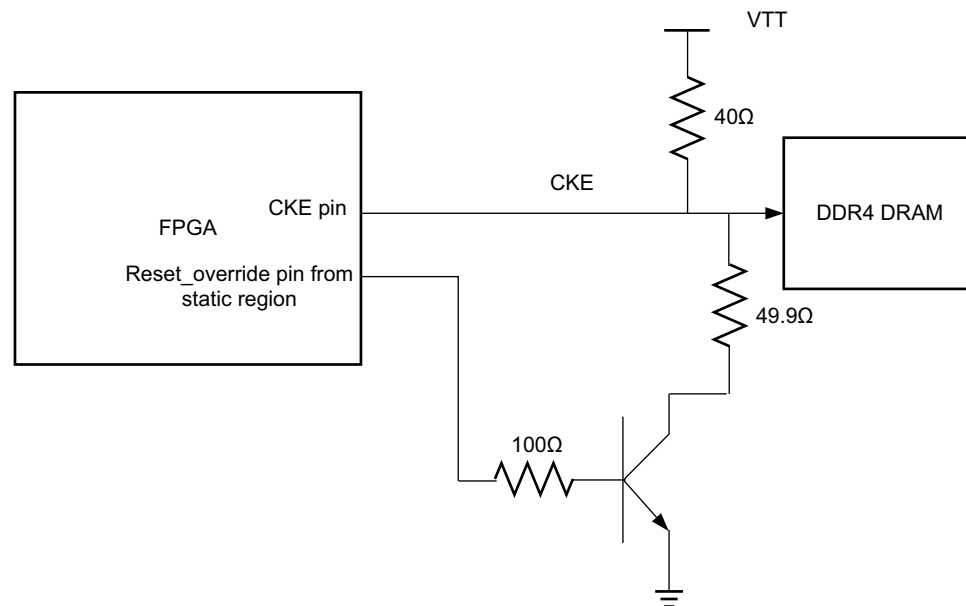 VTT
40Ω
CKE
CKE pin
FPGA
DDR4 DRAM
Reset_override pin from
static region
49.9Ω
100Ω